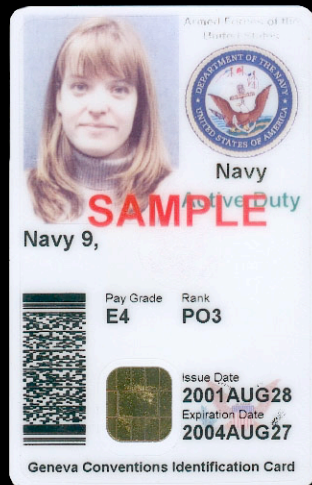 Armed Forces of the
United States
DEPARTMENT OF THE NAVY
UNITED STATES OF AMERICA
Navy
Active Duty
SAMPLE
Navy 9,
Pay Grade Rank
E4 PO3
Issue Date
2001AUG28
Expiration Date
2004AUG27
Geneva Conventions Identification Card